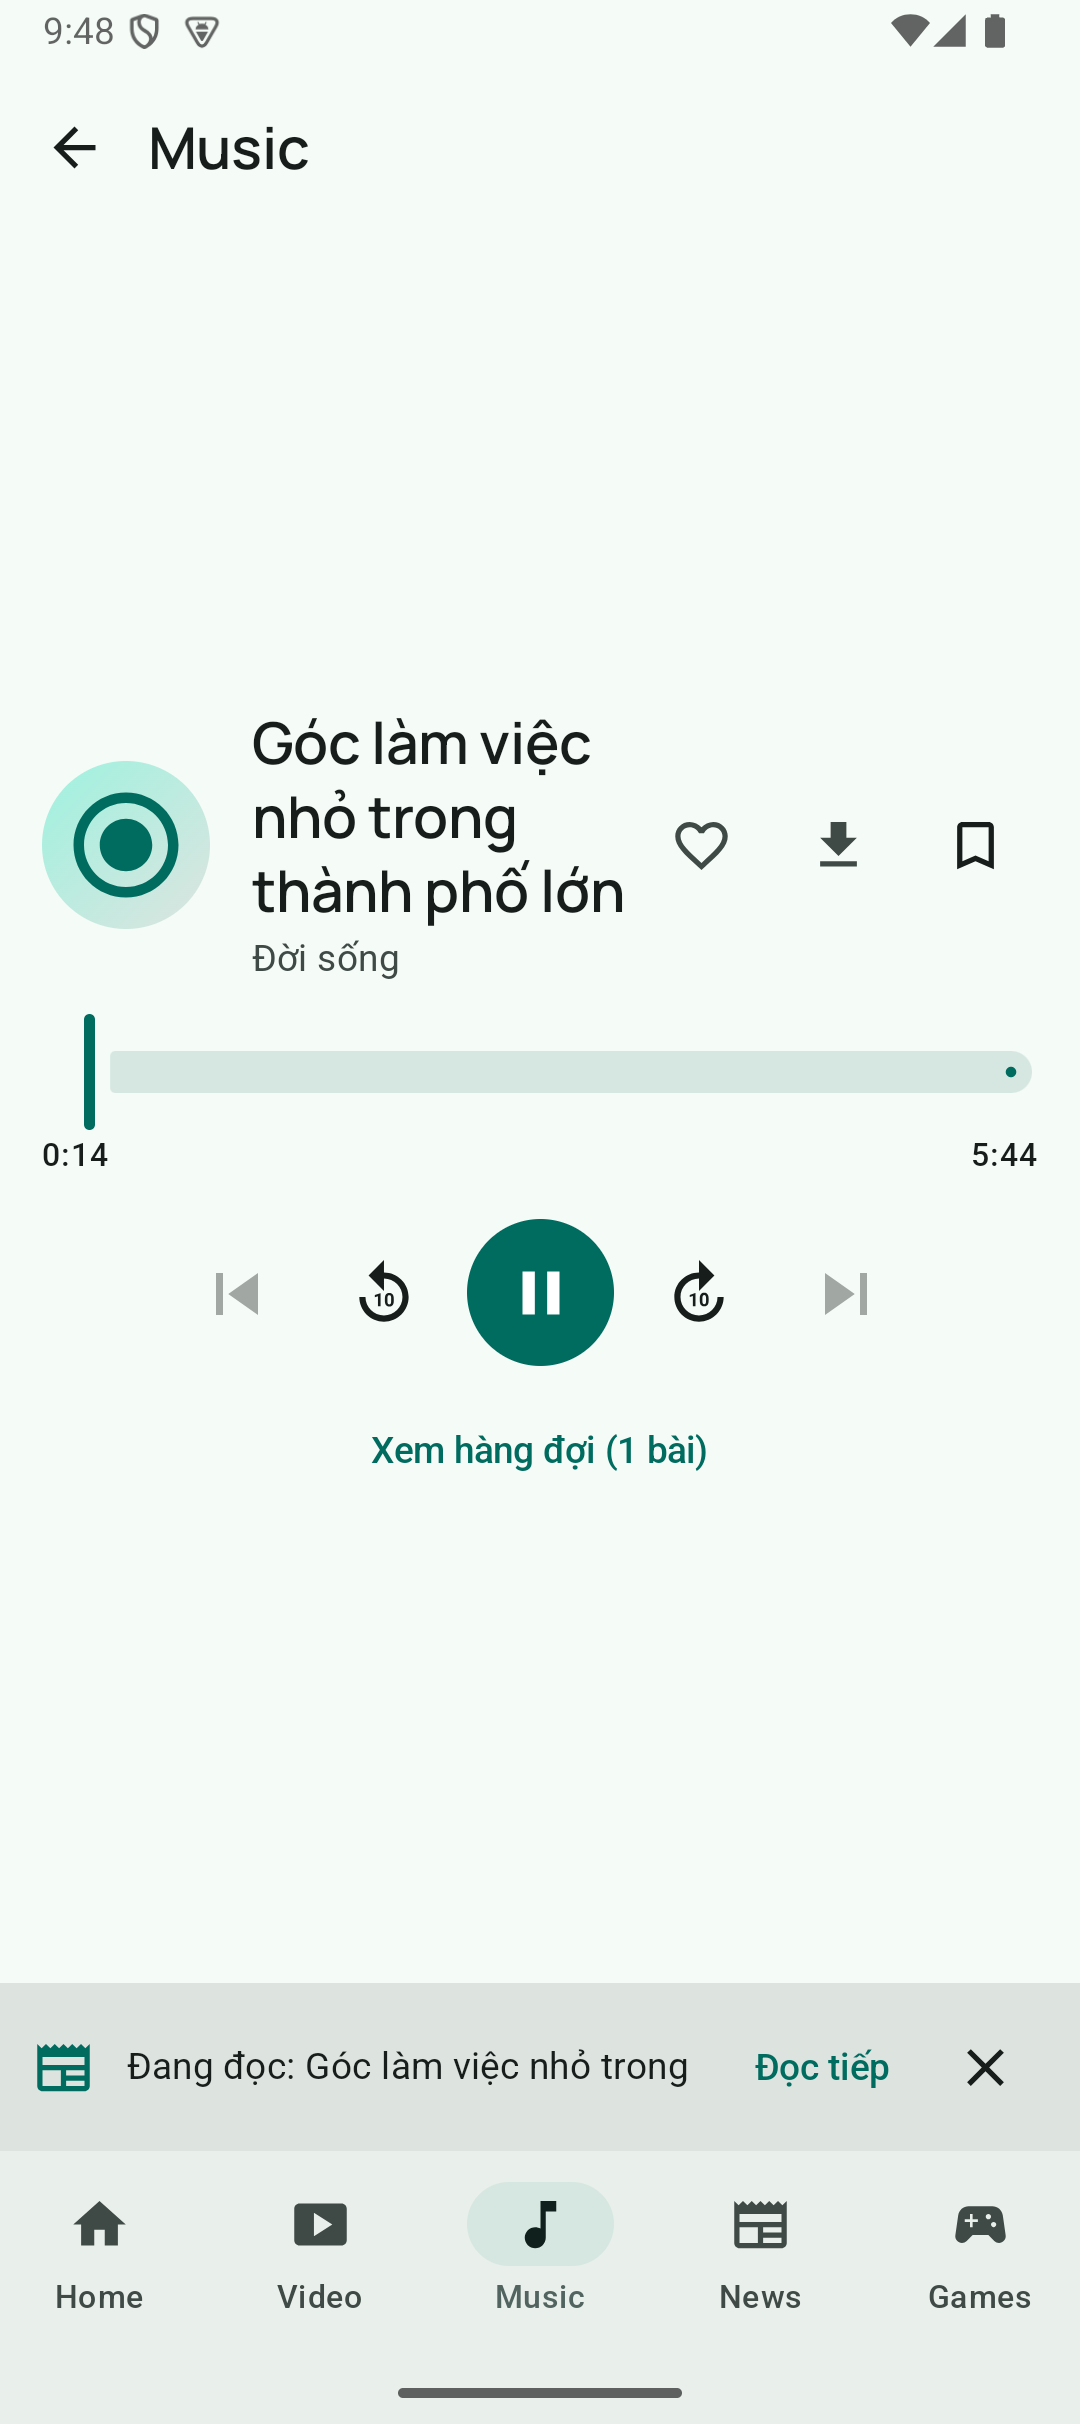 9:48
Music
Góc làm việc
nhỏ trong
thành phố lớn
Đời sống
0:14
5:44
10
10
Xem hàng đợi (1 bài)
Đang đọc: Góc làm việc nhỏ trong
Đọc tiếp
Home
Video
Music
News
Games